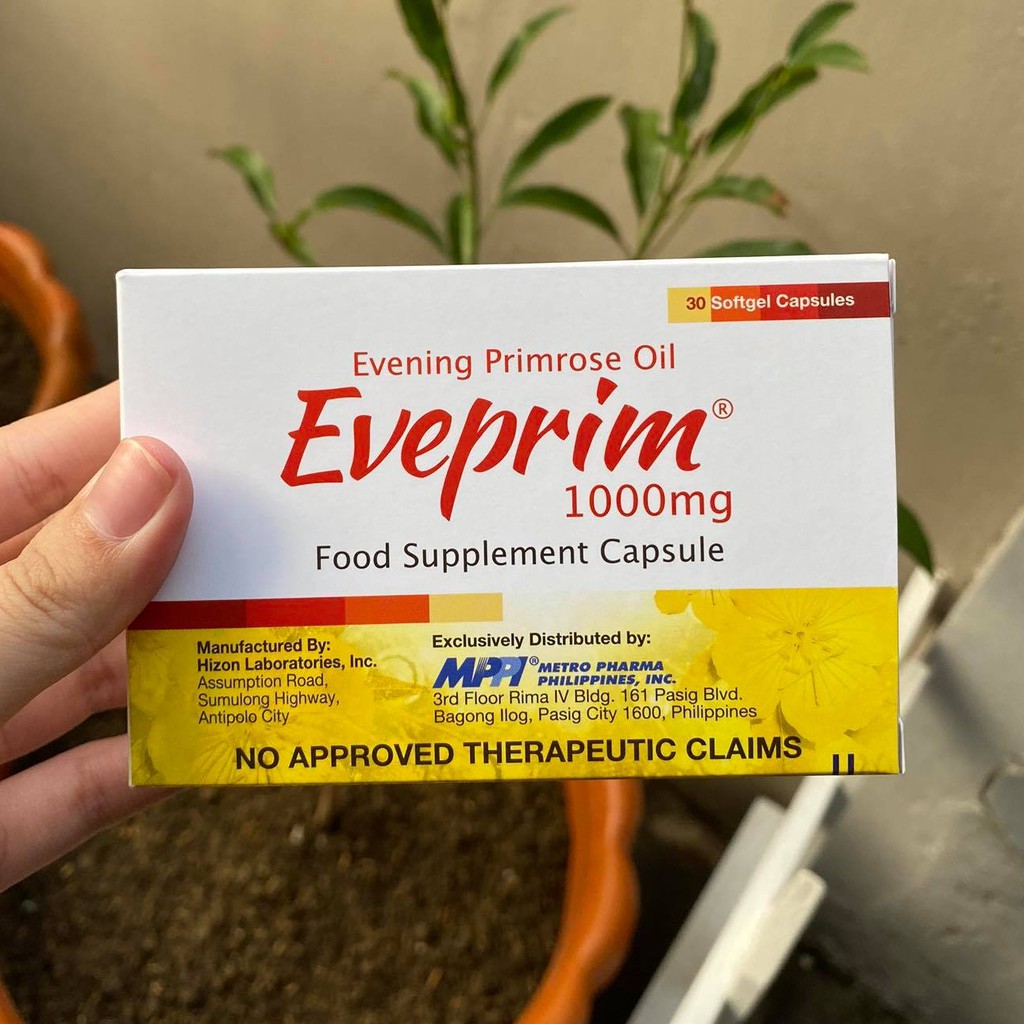 30 Softgel Capsules
Evening Primrose Oil
Eveprim®
1000mg
Food Supplement Capsule
Manufactured By:
Hizon Laboratories, Inc.
Assumption Road,
Sumulong Highway,
Antipolo City
Exclusively Distributed by:
MPPI® METRO PHARMA
PHILIPPINES, INC.
3rd Floor Rima IV Bldg. 161 Pasig Blvd.
Bagong Ilog, Pasig City 1600, Philippines
NO APPROVED THERAPEUTIC CLAIMS